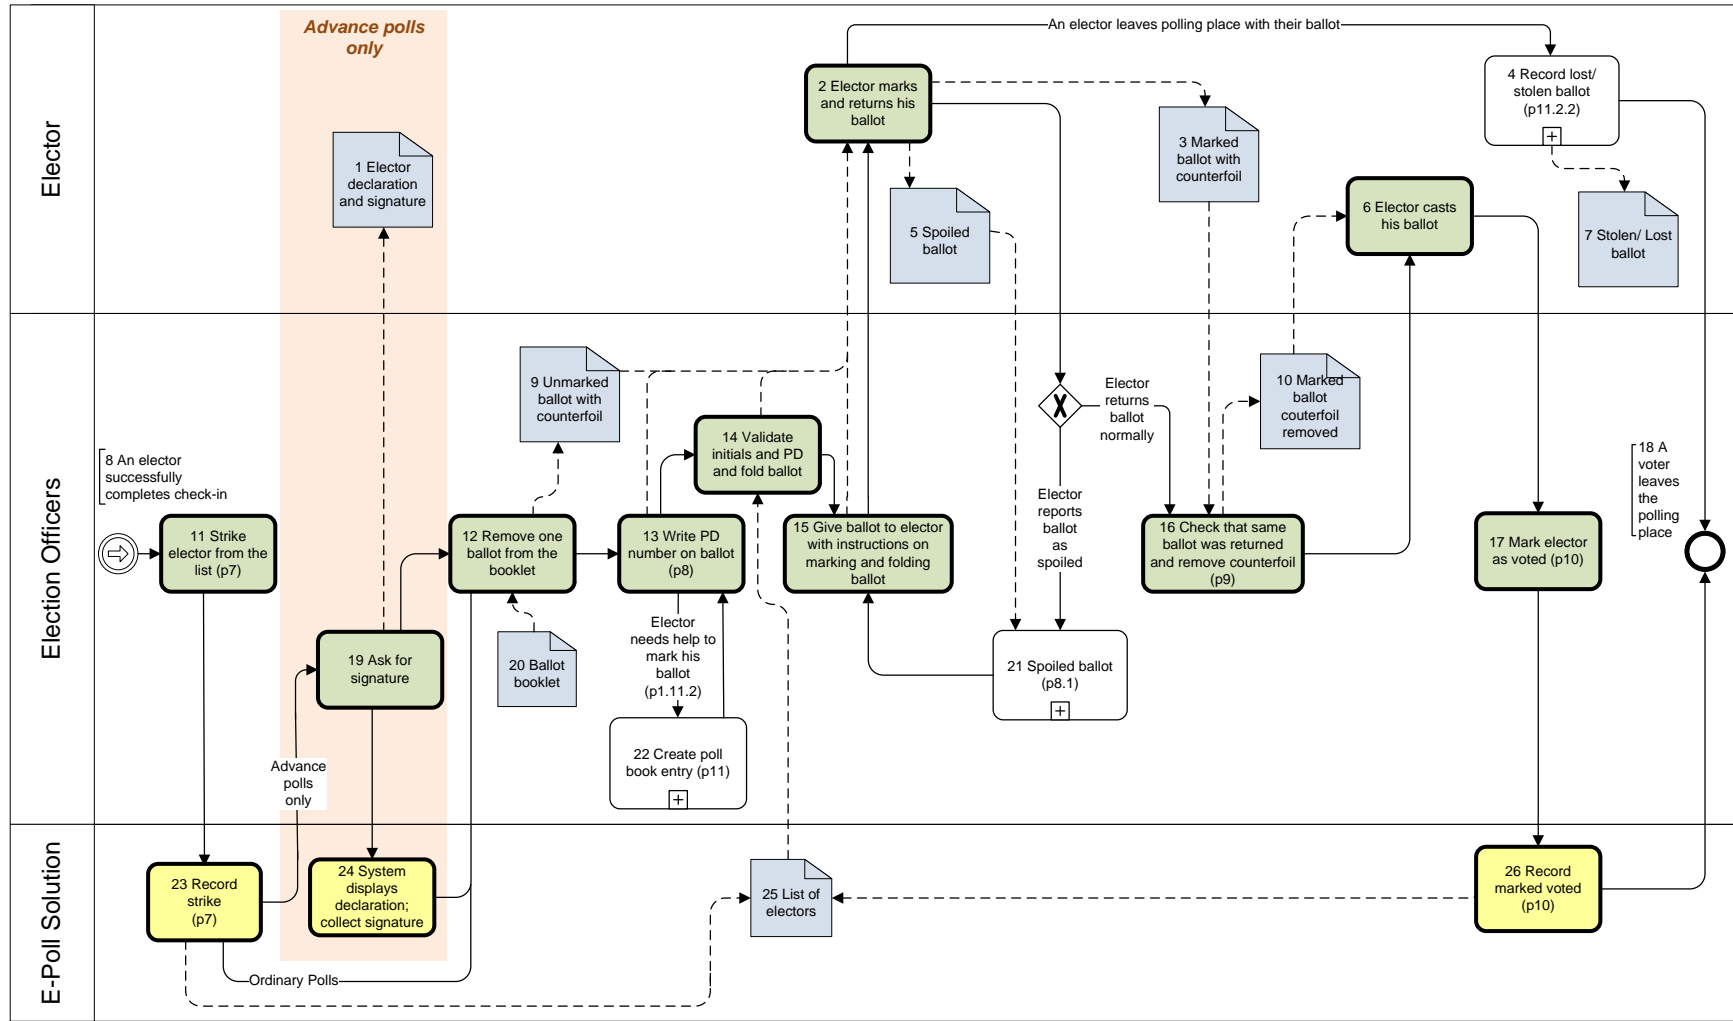 Elector
Advance polls
only
An elector leaves polling place with their ballot
2 Elector marks
and returns his
ballot
4 Record lost/
stolen ballot
(p11.2.2)
1 Elector
declaration
and signature
3 Marked
ballot with
counterfoil
5 Spoiled
ballot
6 Elector casts
his ballot
7 Stolen/ Lost
ballot
Election Officers
8 An elector
successfully
completes check-in
9 Unmarked
ballot with
counterfoil
10 Marked
ballot
couterfoil
removed
Elector
returns
ballot
normally
11 Strike
elector from the
list (p7)
12 Remove one
ballot from the
booklet
13 Write PD
number on ballot
(p8)
14 Validate
initials and PD
and fold ballot
15 Give ballot to elector
with instructions on
marking and folding
ballot
Elector
reports
ballot
as
spoiled
16 Check that same
ballot was returned
and remove counterfoil
(p9)
17 Mark elector
as voted (p10)
18 A
voter
leaves
the
polling
place
19 Ask for
signature
20 Ballot
booklet
Elector
needs help to
mark his
ballot
(p1.11.2)
21 Spoiled ballot
(p8.1)
22 Create poll
book entry (p11)
Advance
polls
only
E-Poll Solution
23 Record
strike
(p7)
24 System
displays
declaration;
collect signature
25 List of
electors
26 Record
marked voted
(p10)
Ordinary Polls